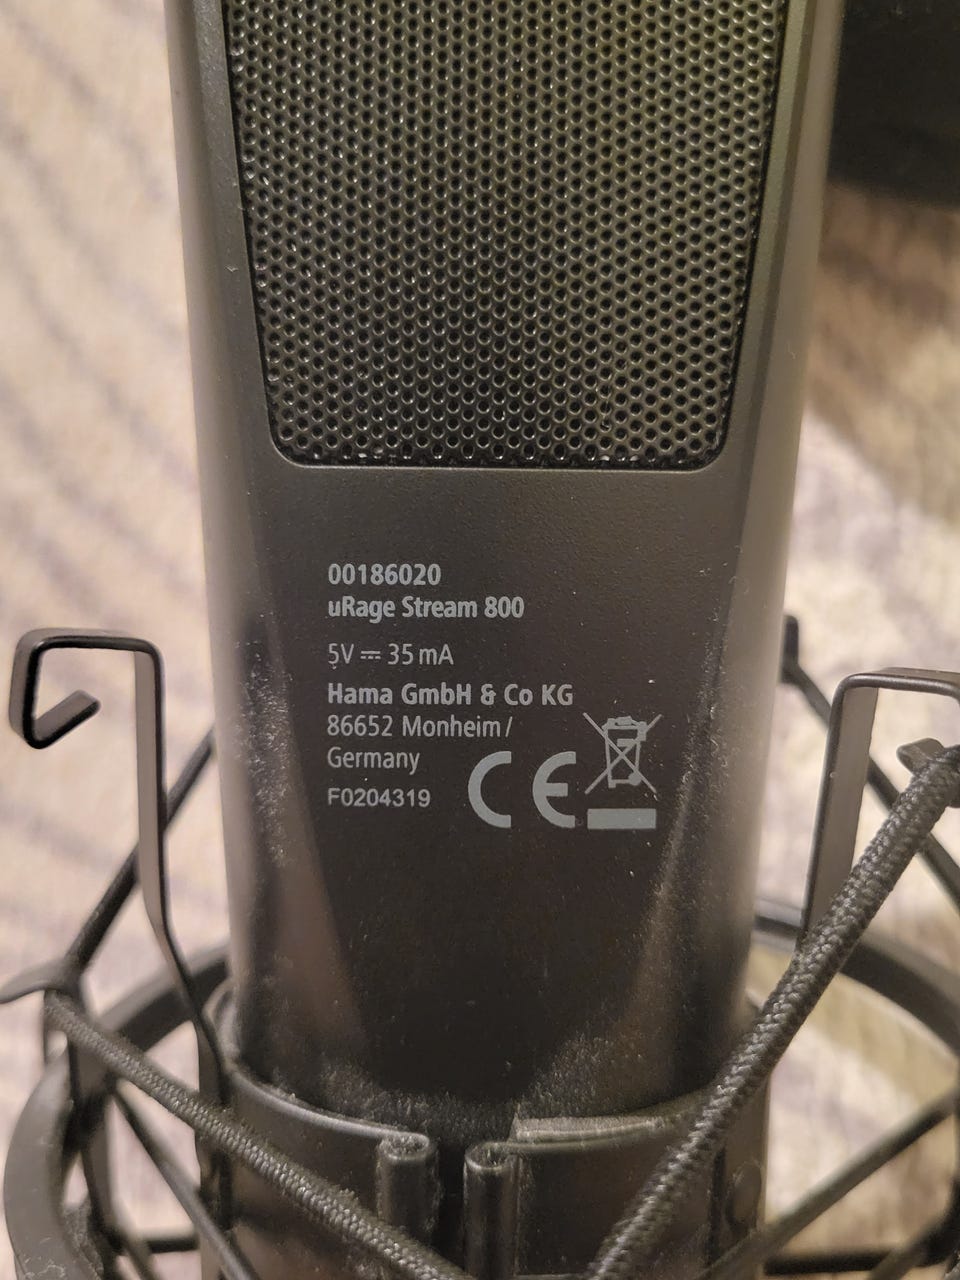 00186020
uRage Stream 800
5V ⎓ 35 mA
Hama GmbH & Co KG
86652 Monheim /
Germany
F0204319
CE